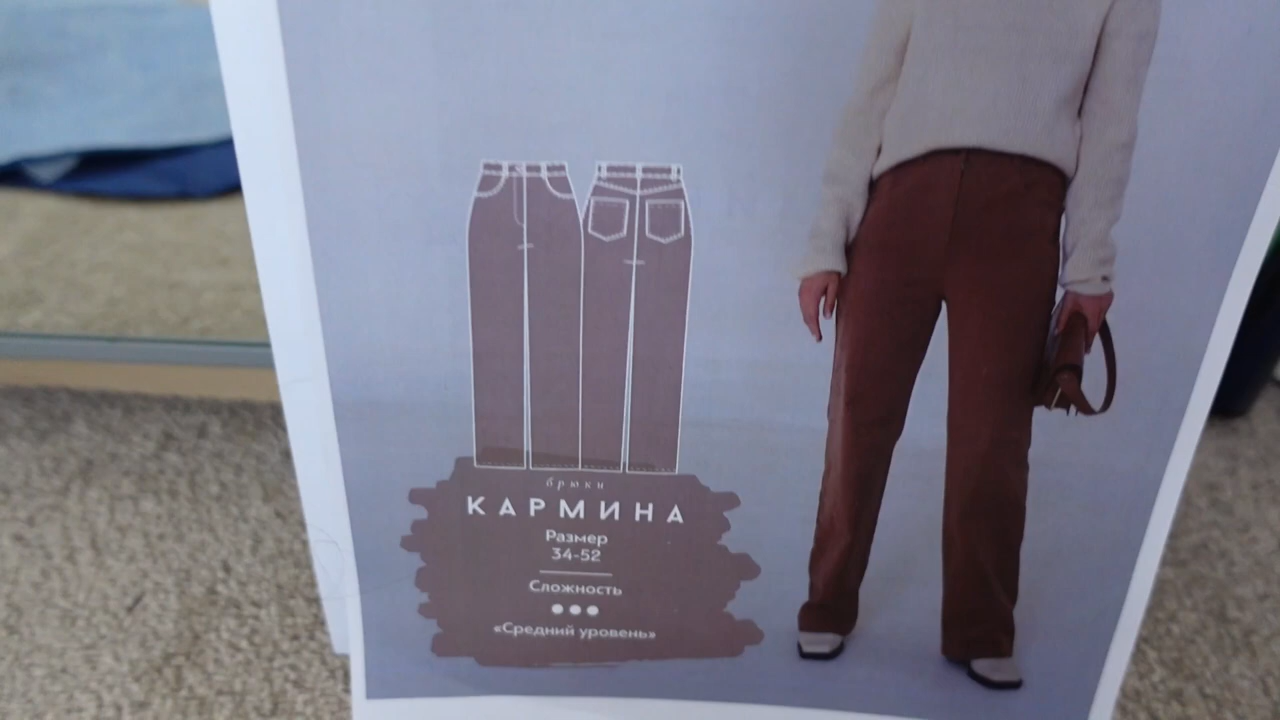 брюки
КАРМИНА
Размер
34-52
Сложность
«Средний уровень»